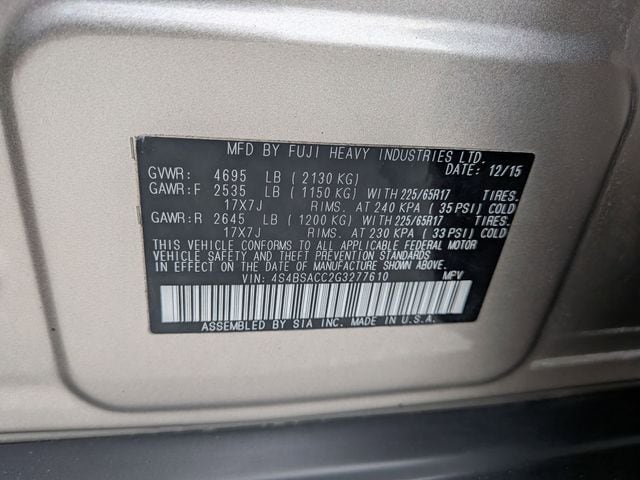 MFD BY FUJI HEAVY INDUSTRIES LTD.
DATE: 12/15
GVWR: 4695 LB ( 2130 KG)
GAWR:F 2535 LB ( 1150 KG) WITH 225/65R17 TIRES.
17X7J RIMS. AT 240 KPA ( 35 PSI) COLD
GAWR:R 2645 LB ( 1200 KG) WITH 225/65R17 TIRES.
17X7J RIMS. AT 230 KPA ( 33 PSI) COLD
THIS VEHICLE CONFORMS TO ALL APPLICABLE FEDERAL MOTOR
VEHICLE SAFETY AND THEFT PREVENTION STANDARDS
IN EFFECT ON THE DATE OF MANUFACTURE SHOWN ABOVE.
VIN: 4S4BSACC2G3277610 MPV
ASSEMBLED BY SIA INC. MADE IN U.S.A.